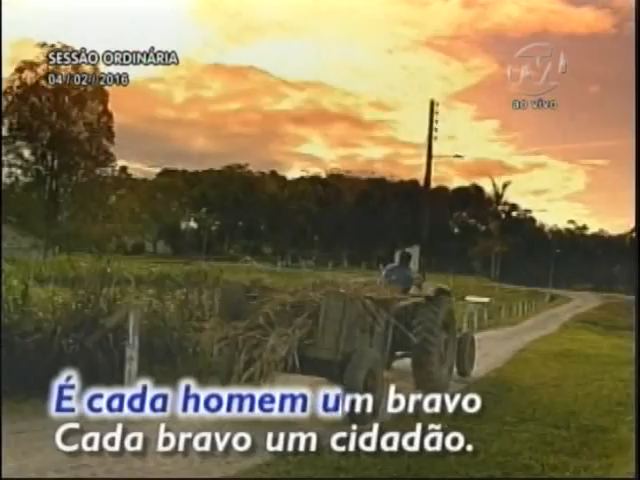 SESSÃO ORDINÁRIA
04/02/2016
ao vivo
É cada homem um bravo
Cada bravo um cidadão.